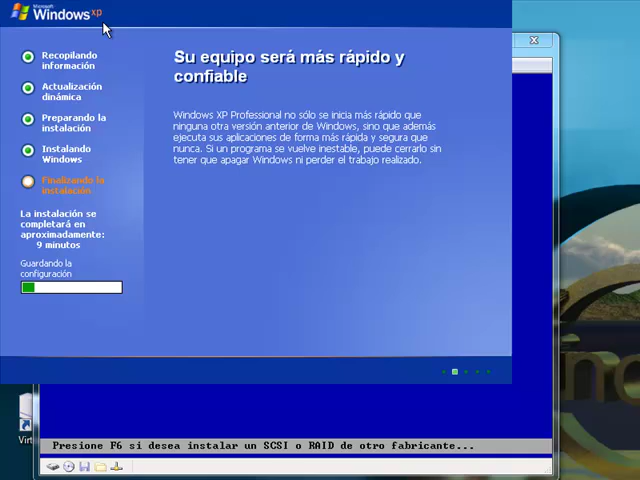 Microsoft
Windows xp
Recopilando
información
Actualización
dinámica
Preparando la
instalación
Instalando
Windows
Finalizando la
instalación
La instalación se
completará en
aproximadamente:
9 minutos
Guardando la
configuración
Su equipo será más rápido y
confiable
Windows XP Professional no sólo se inicia más rápido que
ninguna otra versión anterior de Windows, sino que además
ejecuta sus aplicaciones de forma más rápida y segura que
nunca. Si un programa se vuelve inestable, puede cerrarlo sin
tener que apagar Windows ni perder el trabajo realizado.
Presione F6 si desea instalar un SCSI o RAID de otro fabricante...